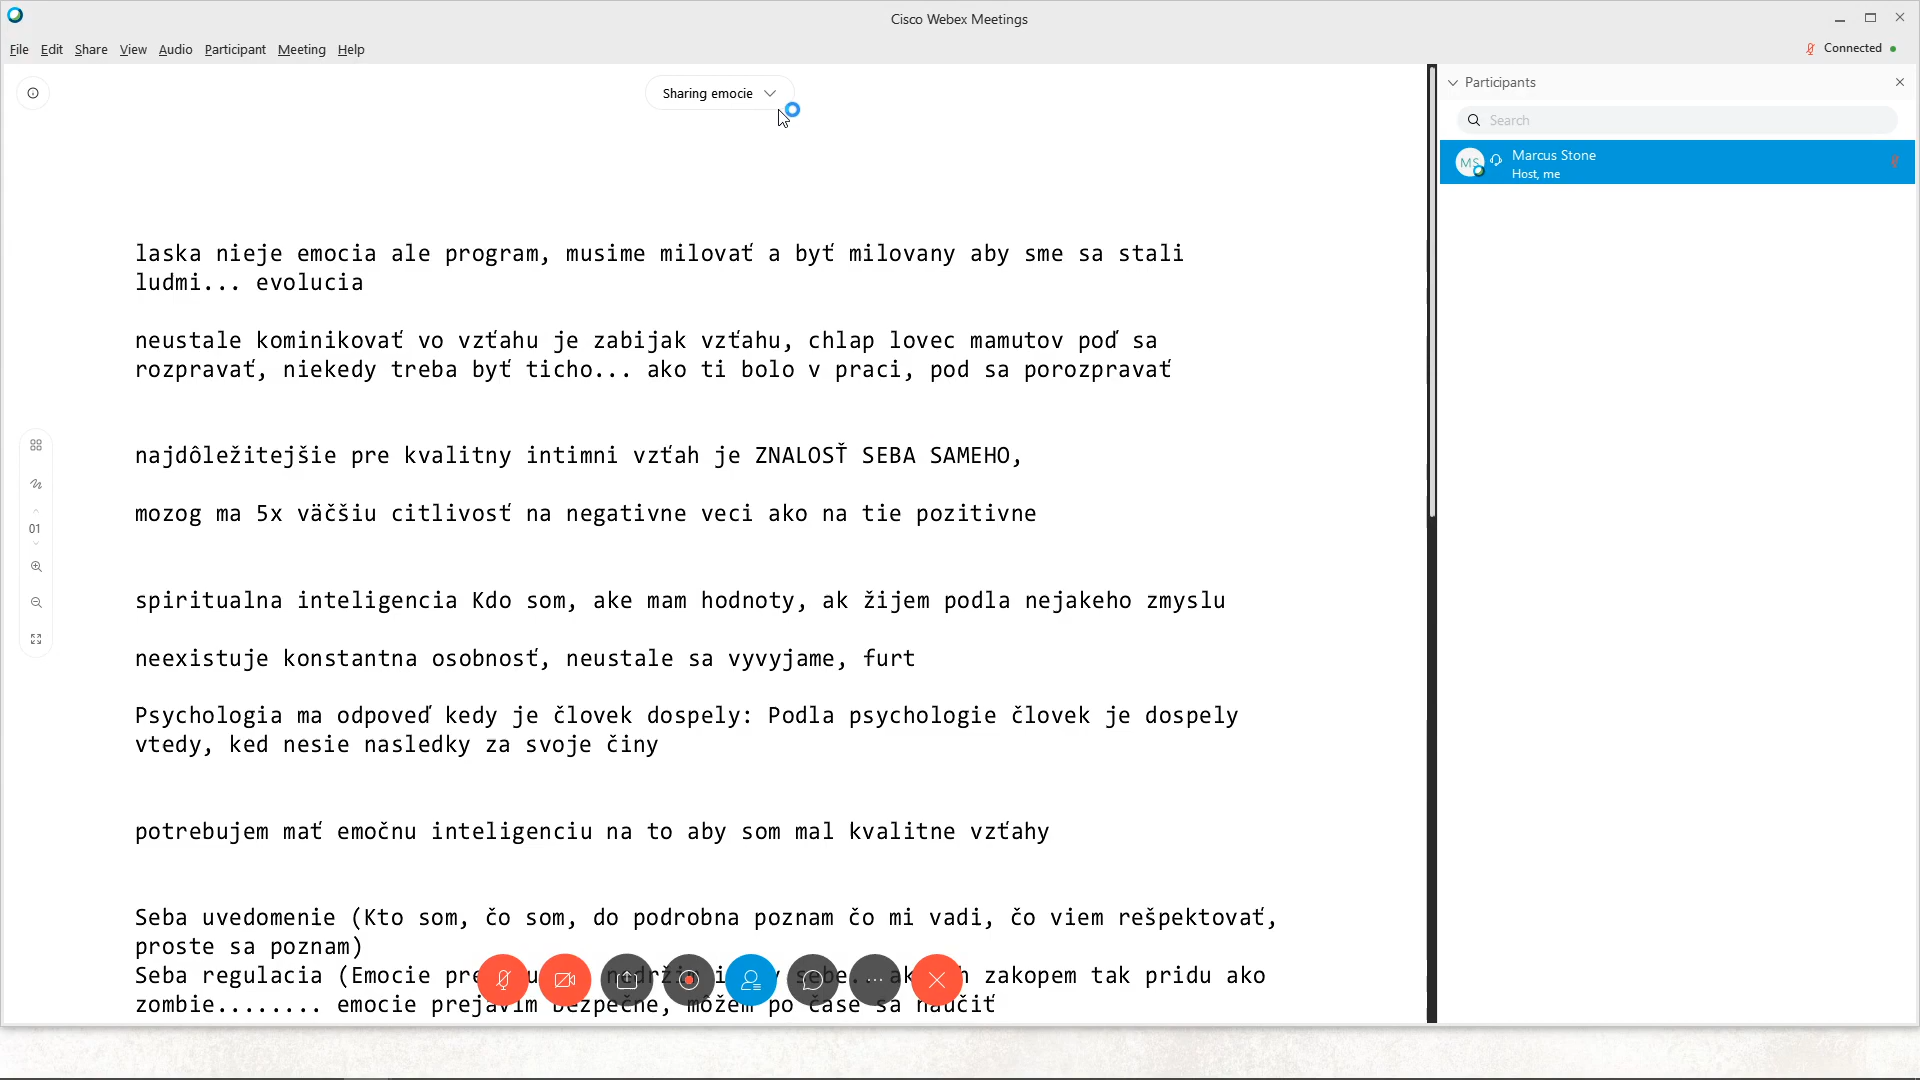 Cisco Webex Meetings
File Edit Share View Audio Participant Meeting Help
Connected
Sharing emocie
Participants
Search
MS
Marcus Stone
Host, me
laska nieje emocia ale program, musime milovať a byť milovany aby sme sa stali
ludmi... evolucia
neustale kominikovať vo vzťahu je zabijak vzťahu, chlap lovec mamutov poď sa
rozpravať, niekedy treba byť ticho... ako ti bolo v praci, pod sa porozpravať
najdôležitejšie pre kvalitny intimni vzťah je ZNALOSŤ SEBA SAMEHO,
mozog ma 5x väčšiu citlivosť na negativne veci ako na tie pozitivne
01
spiritualna inteligencia Kdo som, ake mam hodnoty, ak žijem podla nejakeho zmyslu
neexistuje konstantna osobnosť, neustale sa vyvyjame, furt
Psychologia ma odpoveď kedy je človek dospely: Podla psychologie človek je dospely
vtedy, ked nesie nasledky za svoje činy
potrebujem mať emočnu inteligenciu na to aby som mal kvalitne vzťahy
Seba uvedomenie (Kto som, čo som, do podrobna poznam čo mi vadi, čo viem rešpektovať,
proste sa poznam)
Seba regulacia (Emocie zakopem tak pridu ako
zombie........ emocie prejavim bezpečne, môžem po čase sa naučiť